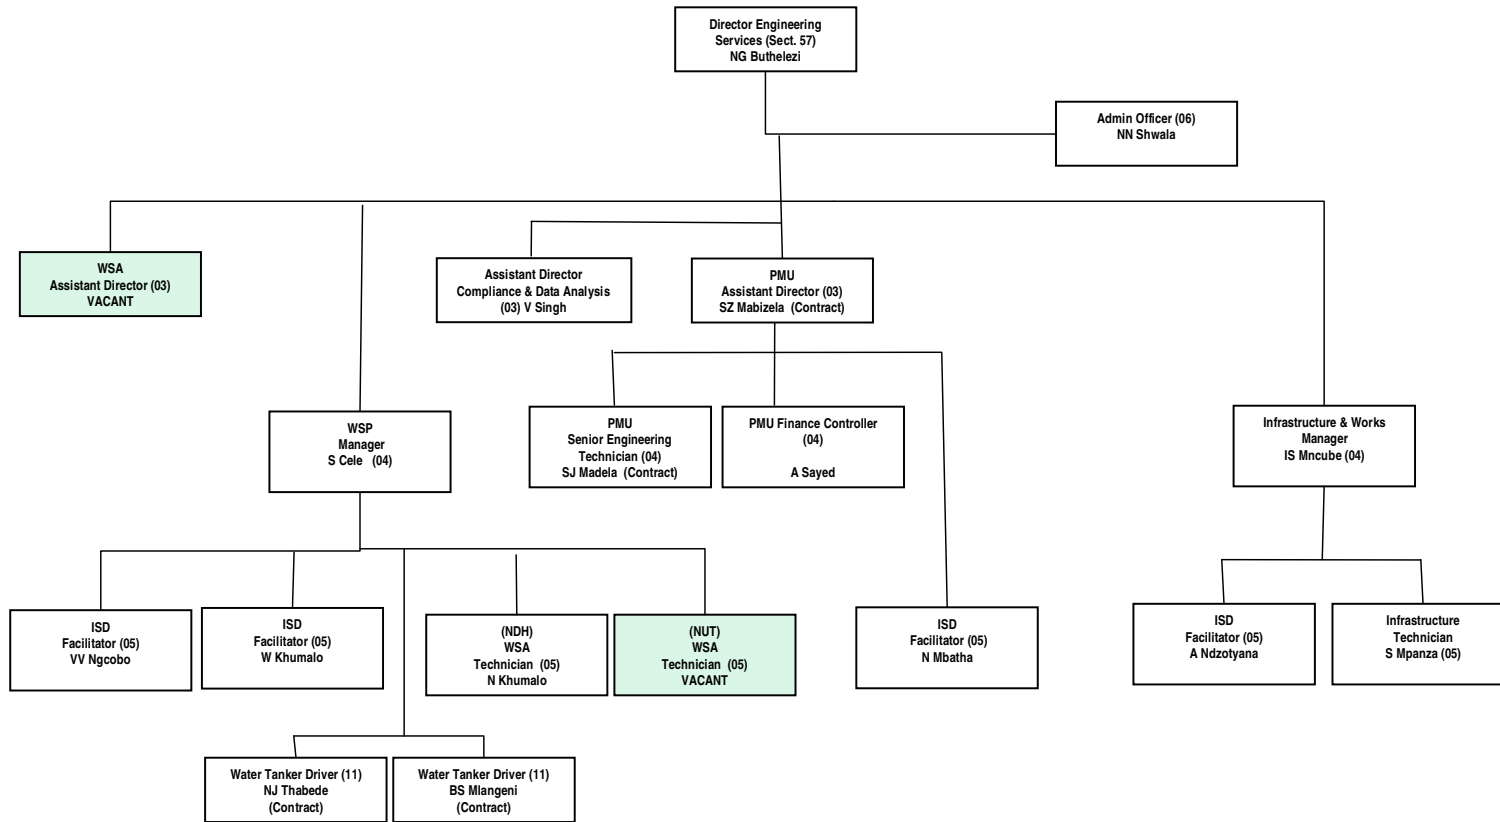 Director Engineering
Services (Sect. 57)
NG Buthelezi
Admin Officer (06)
NN Shwala
WSA
Assistant Director (03)
VACANT
Assistant Director
Compliance & Data Analysis
(03) V Singh
PMU
Assistant Director (03)
SZ Mabizela (Contract)
WSP
Manager
S Cele (04)
PMU
Senior Engineering
Technician (04)
SJ Madela (Contract)
PMU Finance Controller
(04)
A Sayed
Infrastructure & Works
Manager
IS Mncube (04)
ISD
Facilitator (05)
VV Ngcobo
ISD
Facilitator (05)
W Khumalo
(NDH)
WSA
Technician (05)
N Khumalo
(NUT)
WSA
Technician (05)
VACANT
ISD
Facilitator (05)
N Mbatha
ISD
Facilitator (05)
A Ndzotyana
Infrastructure
Technician
S Mpanza (05)
Water Tanker Driver (11)
NJ Thabede
(Contract)
Water Tanker Driver (11)
BS Mlangeni
(Contract)